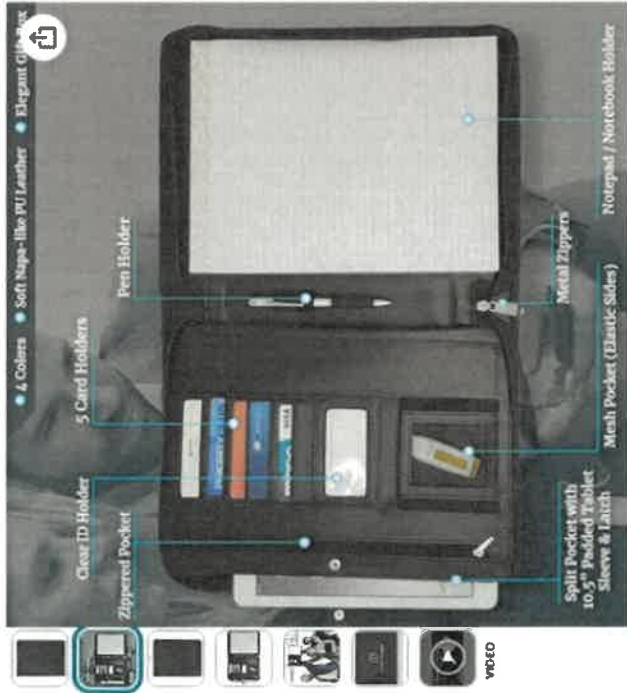 4 Colors
Soft Napa-like PU Leather
Elegant Gift Box
Clear ID Holder
5 Card Holders
Pen Holder
Zippered Pocket
VISA
Split Pocket with
10.5" Padded Tablet
Sleeve & Latch
Mesh Pocket (Elastic Sides)
Metal Zippers
Notepad / Notebook Holder
VIDEO